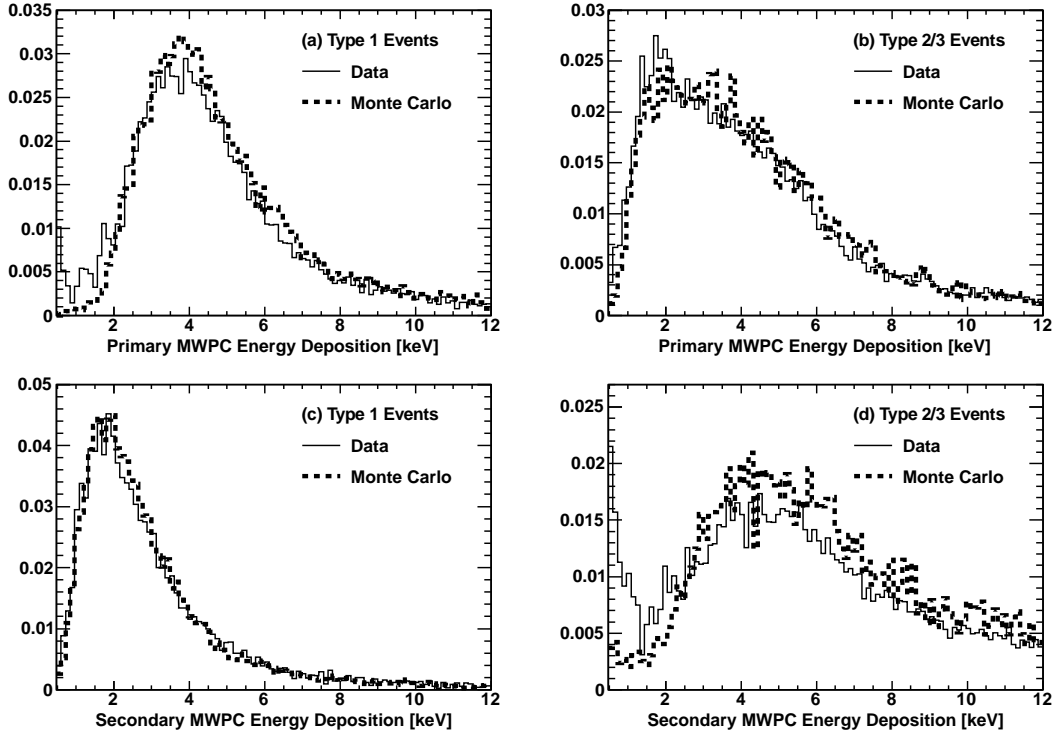 0.035
0.03
0.025
0.02
0.015
0.01
0.005
0
(a) Type 1 Events
Data
Monte Carlo
2 4 6 8 10 12
Primary MWPC Energy Deposition [keV]
0.03
0.025
0.02
0.015
0.01
0.005
0
(b) Type 2/3 Events
Data
Monte Carlo
2 4 6 8 10 12
Primary MWPC Energy Deposition [keV]
0.05
0.04
0.03
0.02
0.01
0
(c) Type 1 Events
Data
Monte Carlo
2 4 6 8 10 12
Secondary MWPC Energy Deposition [keV]
0.025
0.02
0.015
0.01
0.005
0
(d) Type 2/3 Events
Data
Monte Carlo
2 4 6 8 10 12
Secondary MWPC Energy Deposition [keV]